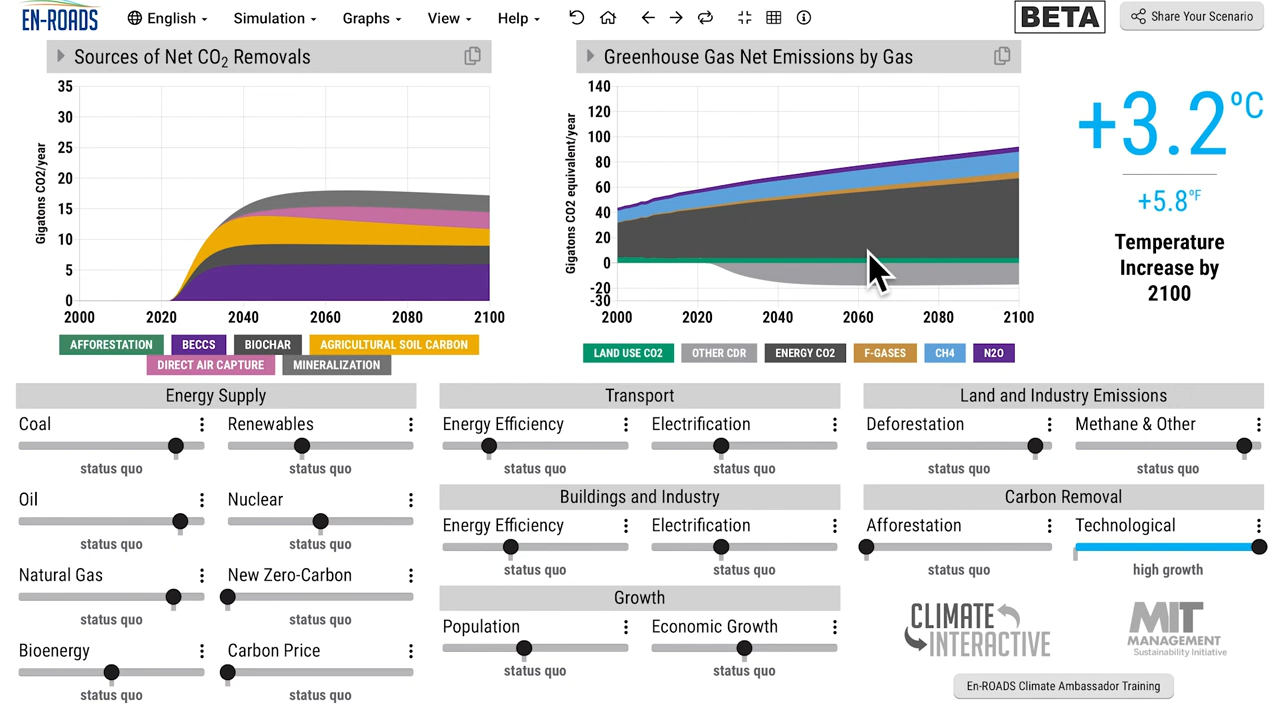 EN-ROADS
English
Simulation
Graphs
View
Help
BETA
Share Your Scenario
Sources of Net CO2 Removals
Gigatons CO2/year
35
30
25
20
15
10
5
0
2000 2020 2040 2060 2080 2100
AFFORESTATION BECCS BIOCHAR AGRICULTURAL SOIL CARBON
DIRECT AIR CAPTURE MINERALIZATION
Greenhouse Gas Net Emissions by Gas
Gigatons CO2 equivalent/year
140
120
100
80
60
40
20
0
-20
-30
2000 2020 2040 2060 2080 2100
LAND USE CO2 OTHER CDR ENERGY CO2 F-GASES CH4 N2O
+3.2ºC
+5.8ºF
Temperature
Increase by
2100
Energy Supply
Coal
status quo
Renewables
status quo
Oil
status quo
Nuclear
status quo
Natural Gas
status quo
New Zero-Carbon
status quo
Bioenergy
status quo
Carbon Price
status quo
Transport
Energy Efficiency
status quo
Electrification
status quo
Buildings and Industry
Energy Efficiency
status quo
Electrification
status quo
Growth
Population
status quo
Economic Growth
status quo
Land and Industry Emissions
Deforestation
status quo
Methane & Other
status quo
Carbon Removal
Afforestation
status quo
Technological
high growth
CLIMATE
INTERACTIVE
MIT
MANAGEMENT
Sustainability Initiative
En-ROADS Climate Ambassador Training